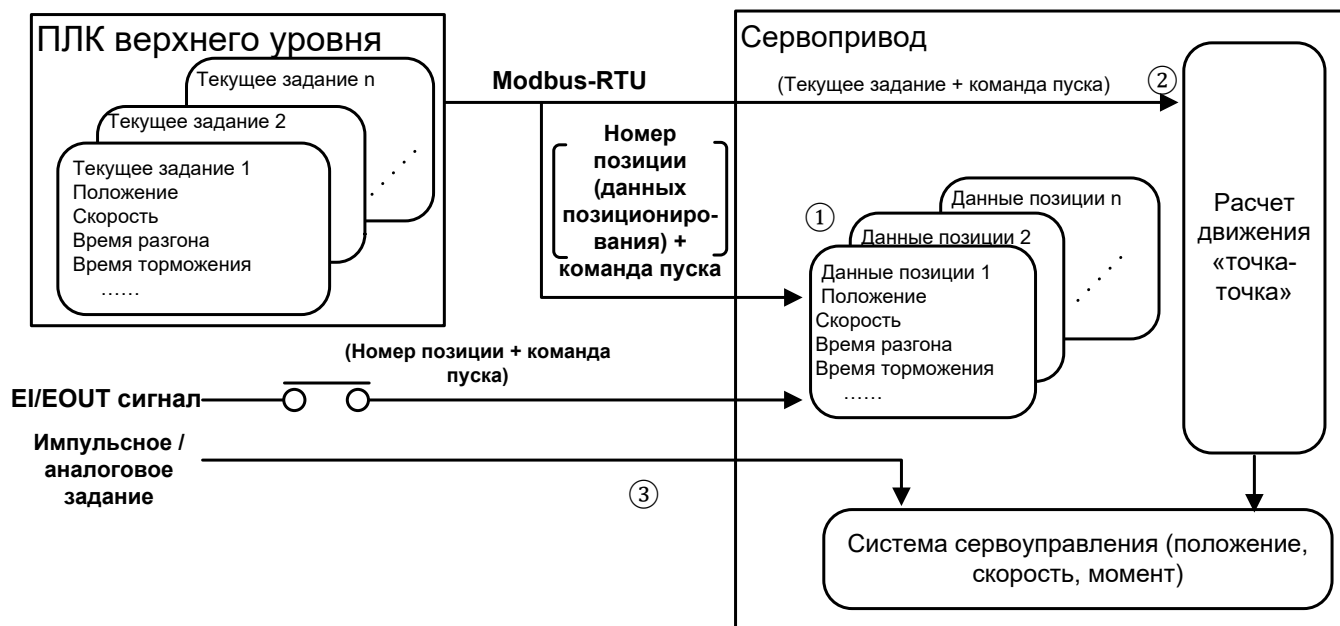 ПЛК верхнего уровня
Текущее задание n
Текущее задание 2
Текущее задание 1
Положение
Скорость
Время разгона
Время торможения
……
Modbus-RTU
Номер
позиции
(данных
позициониро-
вания) +
команда пуска
Сервопривод
(Текущее задание + команда пуска)
②
①
Данные позиции n
Данные позиции 2
Данные позиции 1
Положение
Скорость
Время разгона
Время торможения
……
Расчет
движения
«точка-
точка»
(Номер позиции + команда
пуска)
EI/EOUT сигнал
Импульсное /
аналоговое
задание
③
Система сервоуправления (положение,
скорость, момент)